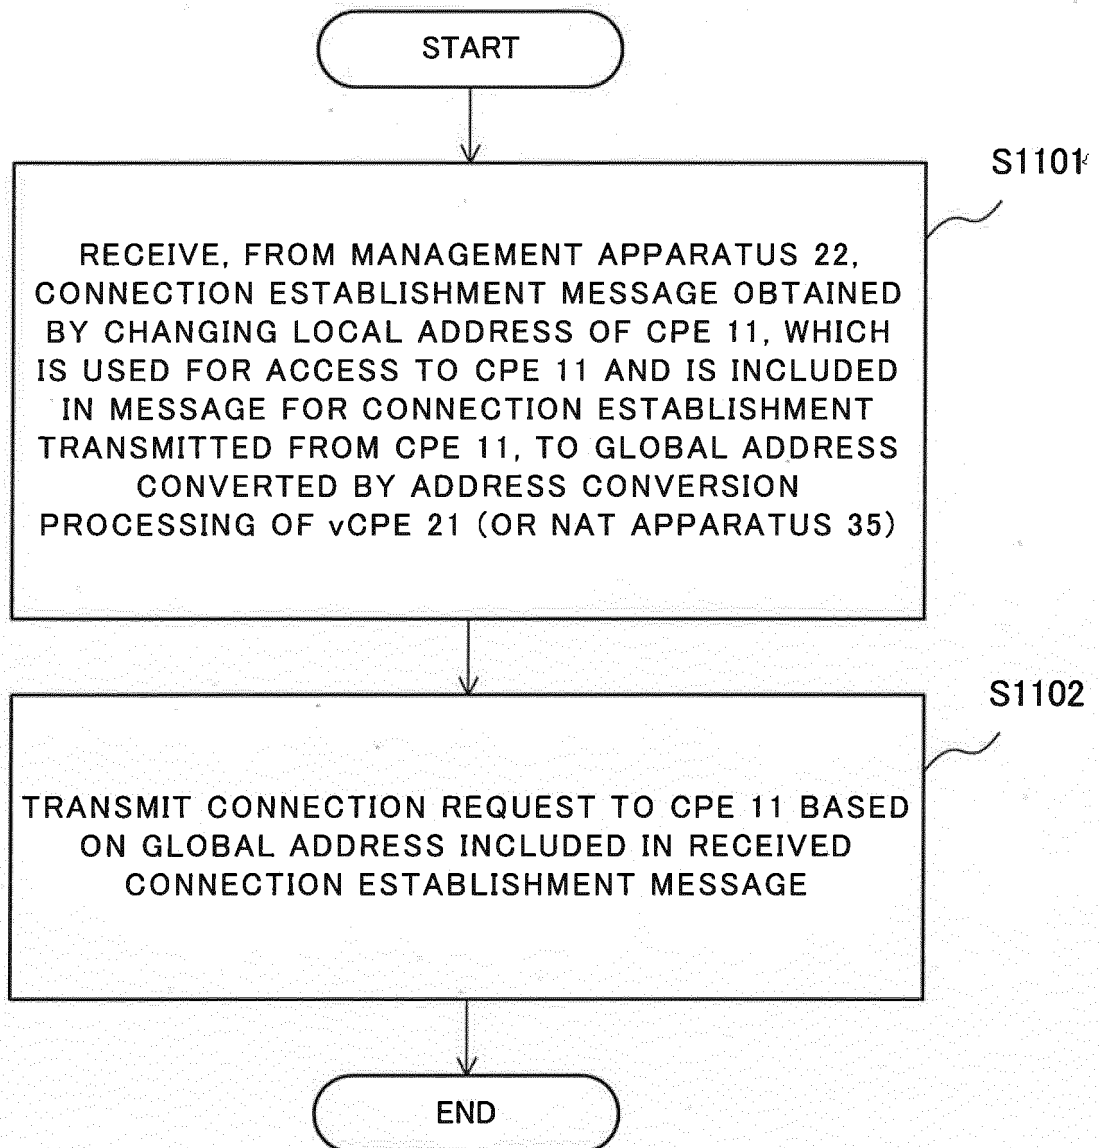 START
S1101
RECEIVE, FROM MANAGEMENT APPARATUS 22,
CONNECTION ESTABLISHMENT MESSAGE OBTAINED
BY CHANGING LOCAL ADDRESS OF CPE 11, WHICH
IS USED FOR ACCESS TO CPE 11 AND IS INCLUDED
IN MESSAGE FOR CONNECTION ESTABLISHMENT
TRANSMITTED FROM CPE 11, TO GLOBAL ADDRESS
CONVERTED BY ADDRESS CONVERSION
PROCESSING OF vCPE 21 (OR NAT APPARATUS 35)
S1102
TRANSMIT CONNECTION REQUEST TO CPE 11 BASED
ON GLOBAL ADDRESS INCLUDED IN RECEIVED
CONNECTION ESTABLISHMENT MESSAGE
END